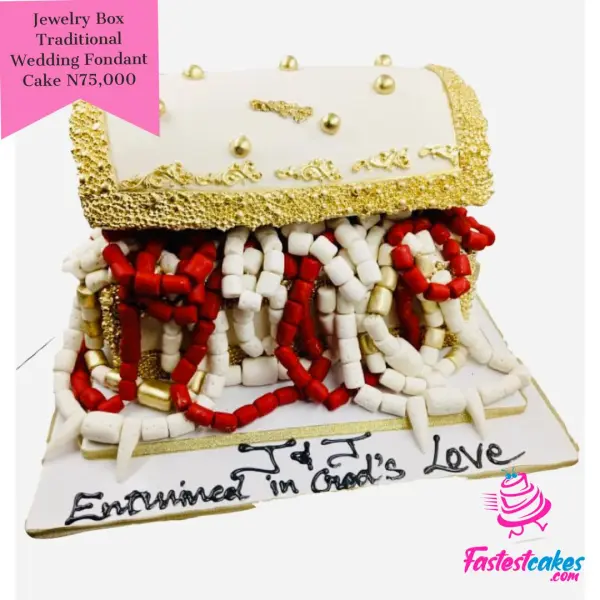 Jewelry Box
Traditional
Wedding Fondant
Cake N75,000
J & J
Entwined in God's Love
Fastestcakes
.com